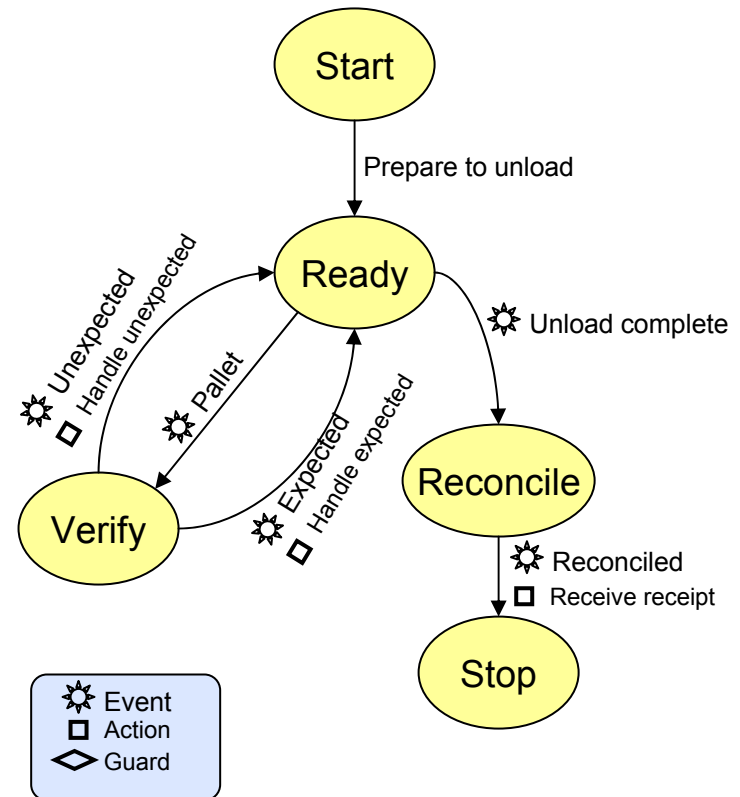 Start
Prepare to unload
Ready
Unexpected
Handle unexpected
Pallet
Expected
Handle expected
Unload complete
Verify
Reconcile
Reconciled
Receive receipt
Stop
Event
Action
Guard